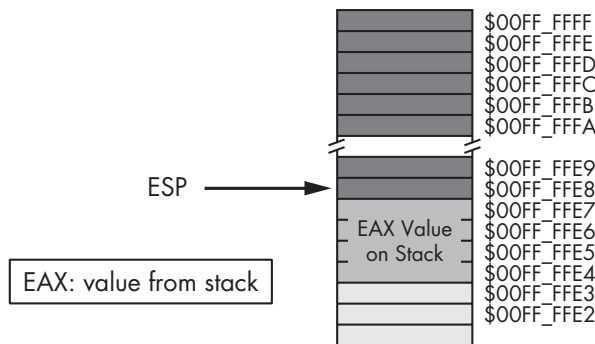 $00FF_FFFF
$00FF_FFFE
$00FF_FFFD
$00FF_FFFC
$00FF_FFFB
$00FF_FFFA
$00FF_FFE9
ESP
$00FF_FFE8
$00FF_FFE7
EAX Value
$00FF_FFE6
on Stack
$00FF_FFE5
$00FF_FFE4
EAX: value from stack
$00FF_FFE3
$00FF_FFE2